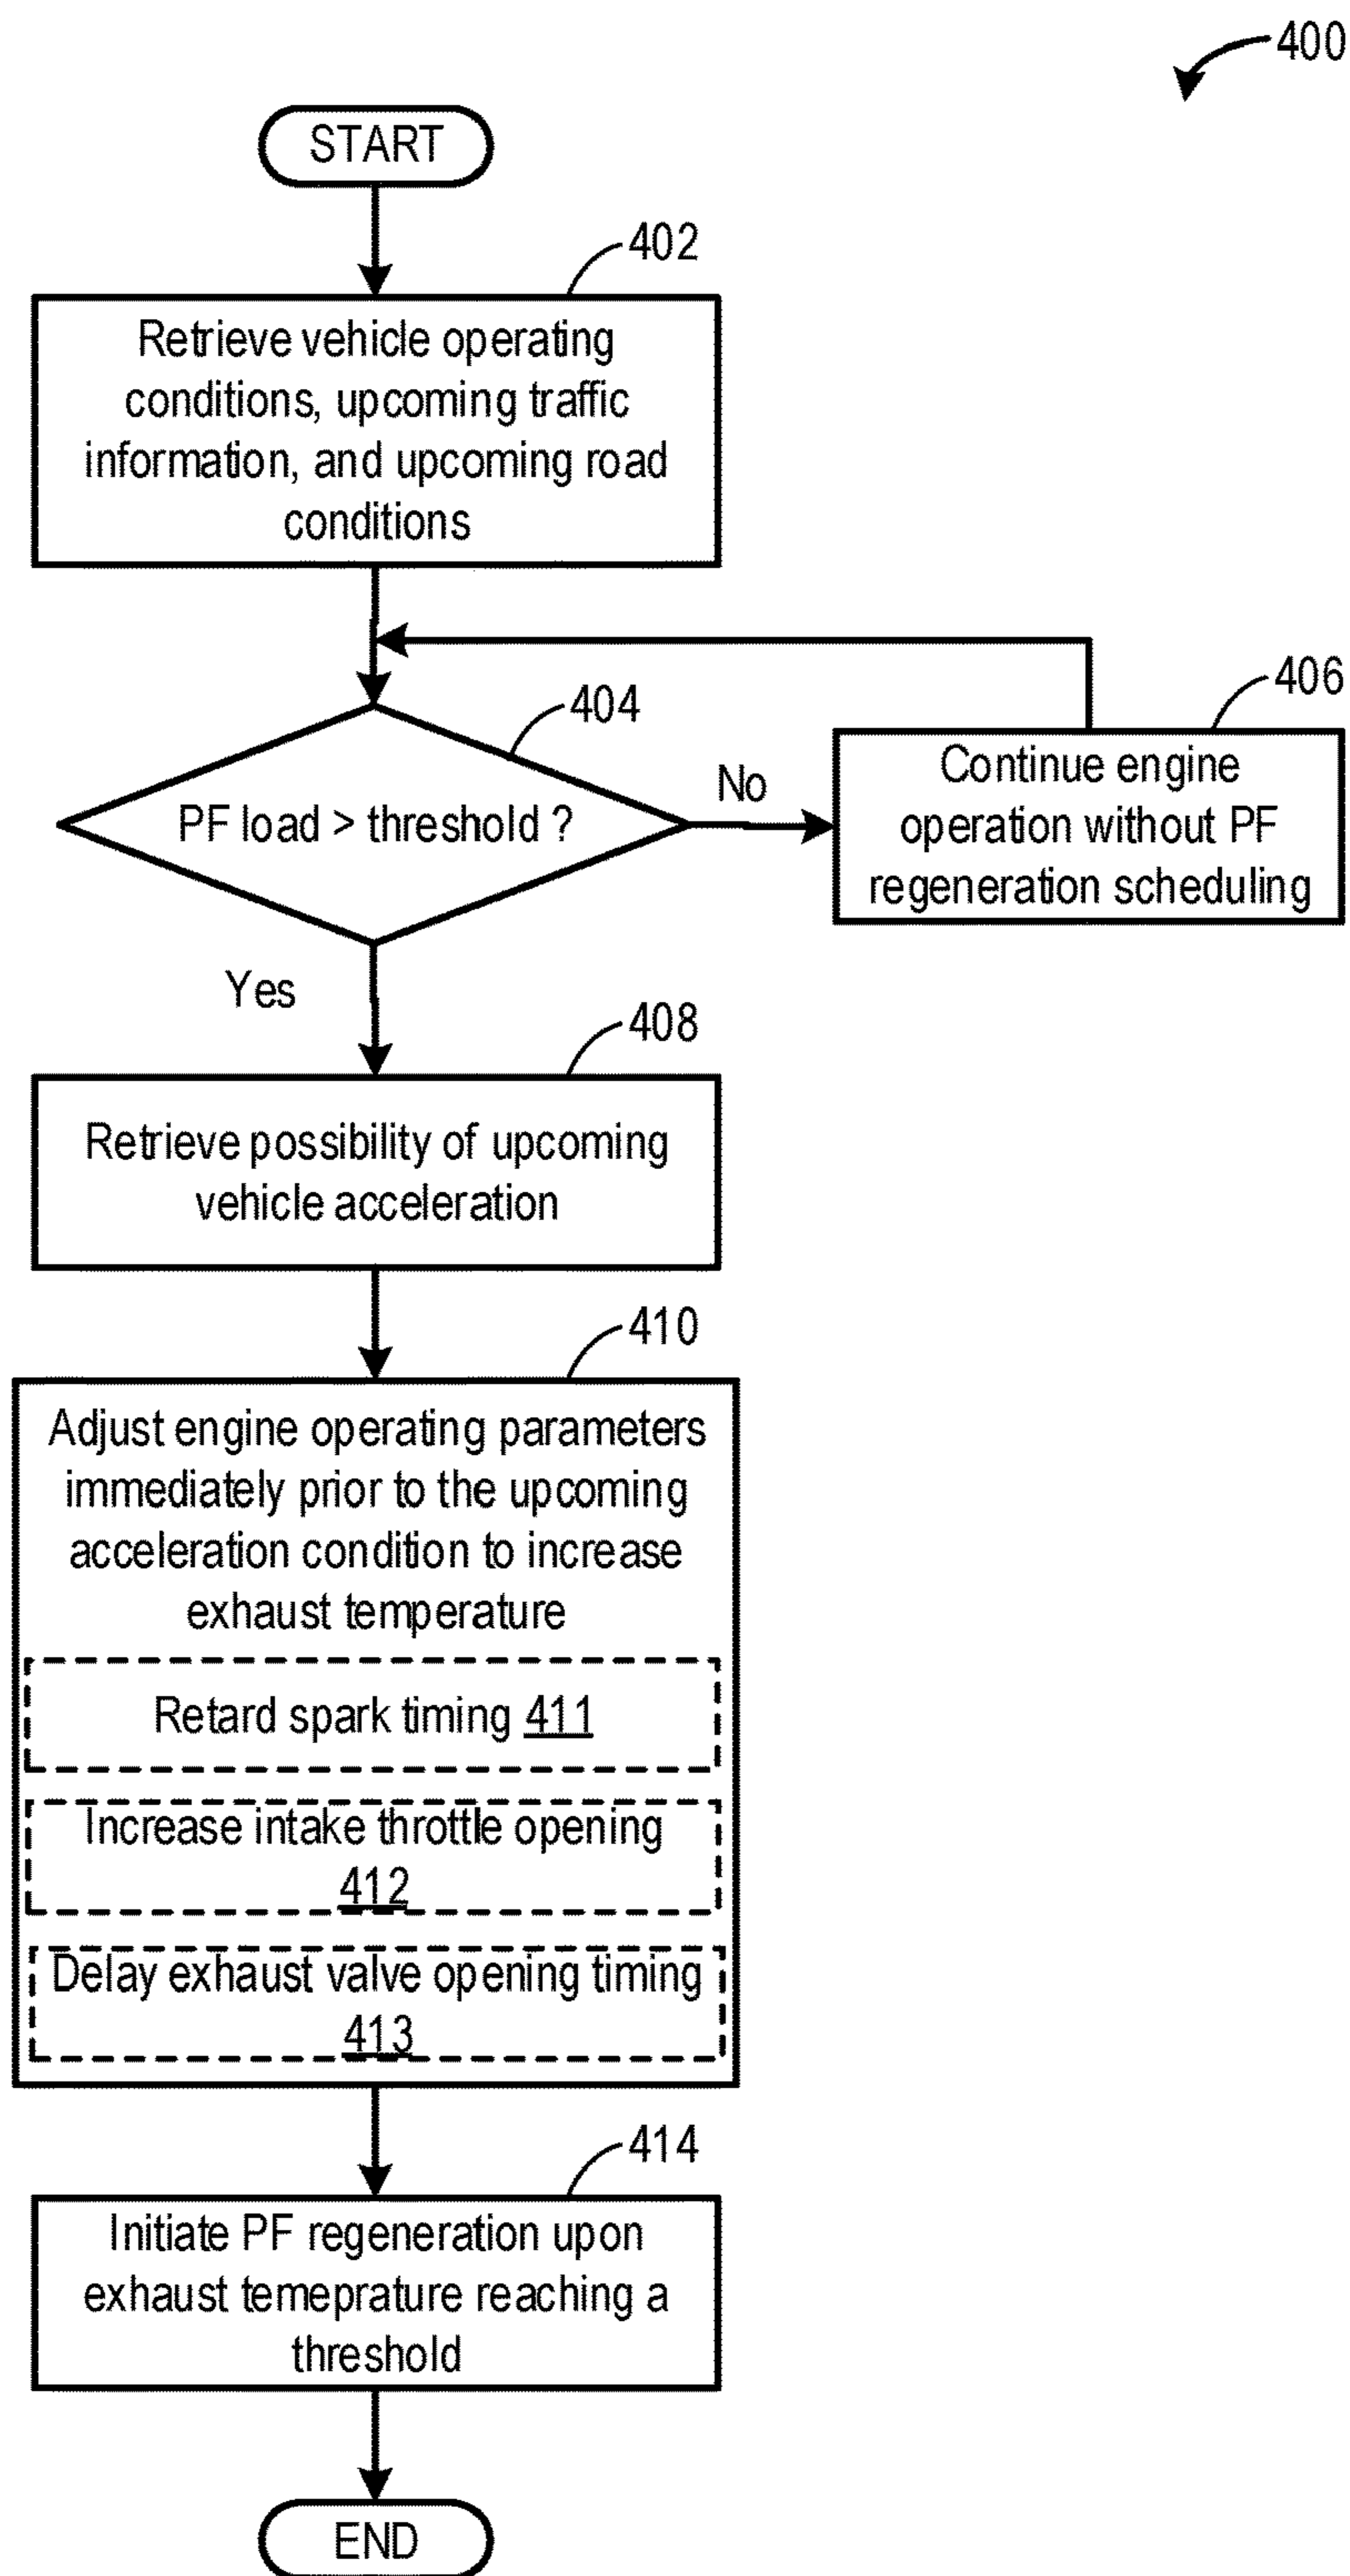 400
START
402
Retrieve vehicle operating
conditions, upcoming traffic
information, and upcoming road
conditions
404
PF load > threshold ?
No
406
Continue engine
operation without PF
regeneration scheduling
Yes
408
Retrieve possibility of upcoming
vehicle acceleration
410
Adjust engine operating parameters
immediately prior to the upcoming
acceleration condition to increase
exhaust temperature
Retard spark timing 411
Increase intake throttle opening
412
Delay exhaust valve opening timing
413
414
Initiate PF regeneration upon
exhaust temeprature reaching a
threshold
END